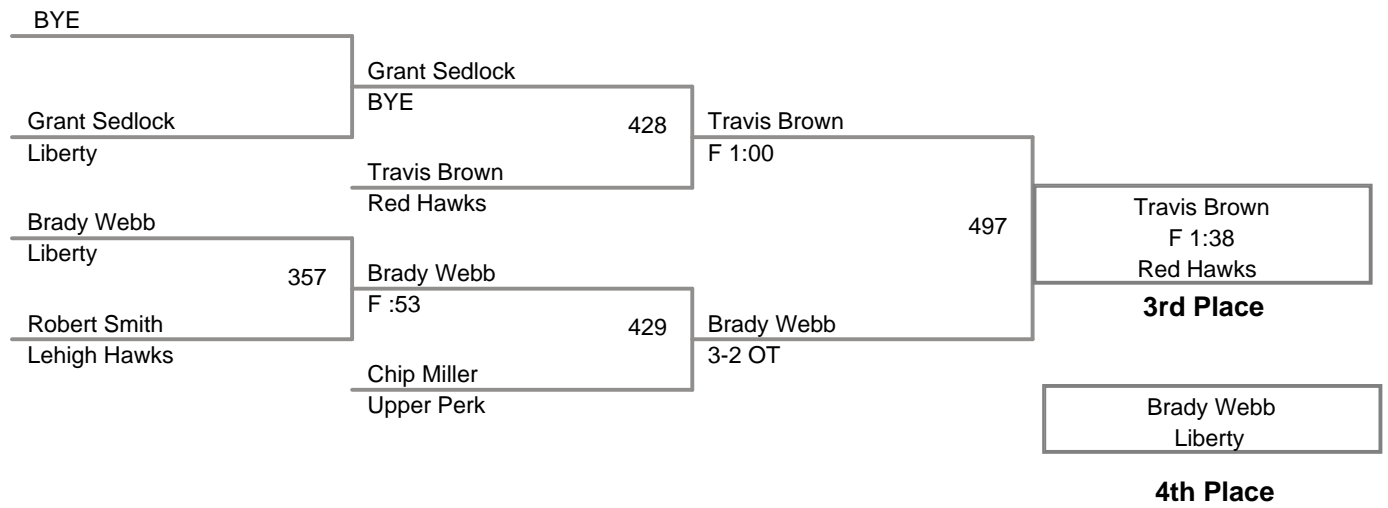 BYE
Grant Sedlock
BYE
Grant Sedlock
Liberty
428
Travis Brown
F 1:00
Travis Brown
Red Hawks
Brady Webb
Liberty
357
Brady Webb
F :53
Robert Smith
Lehigh Hawks
429
Brady Webb
3-2 OT
Chip Miller
Upper Perk
497
Travis Brown
F 1:38
Red Hawks
3rd Place
Brady Webb
Liberty
4th Place